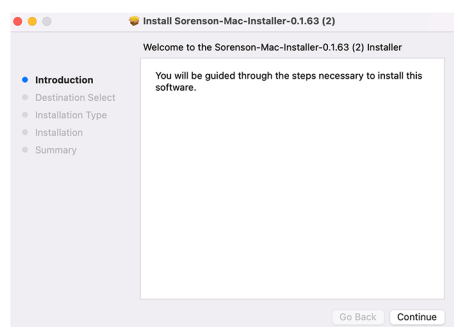 Install Sorenson-Mac-Installer-0.1.63 (2)
Welcome to the Sorenson-Mac-Installer-0.1.63 (2) Installer
Introduction
Destination Select
Installation Type
Installation
Summary
You will be guided through the steps necessary to install this
software.
Go Back
Continue